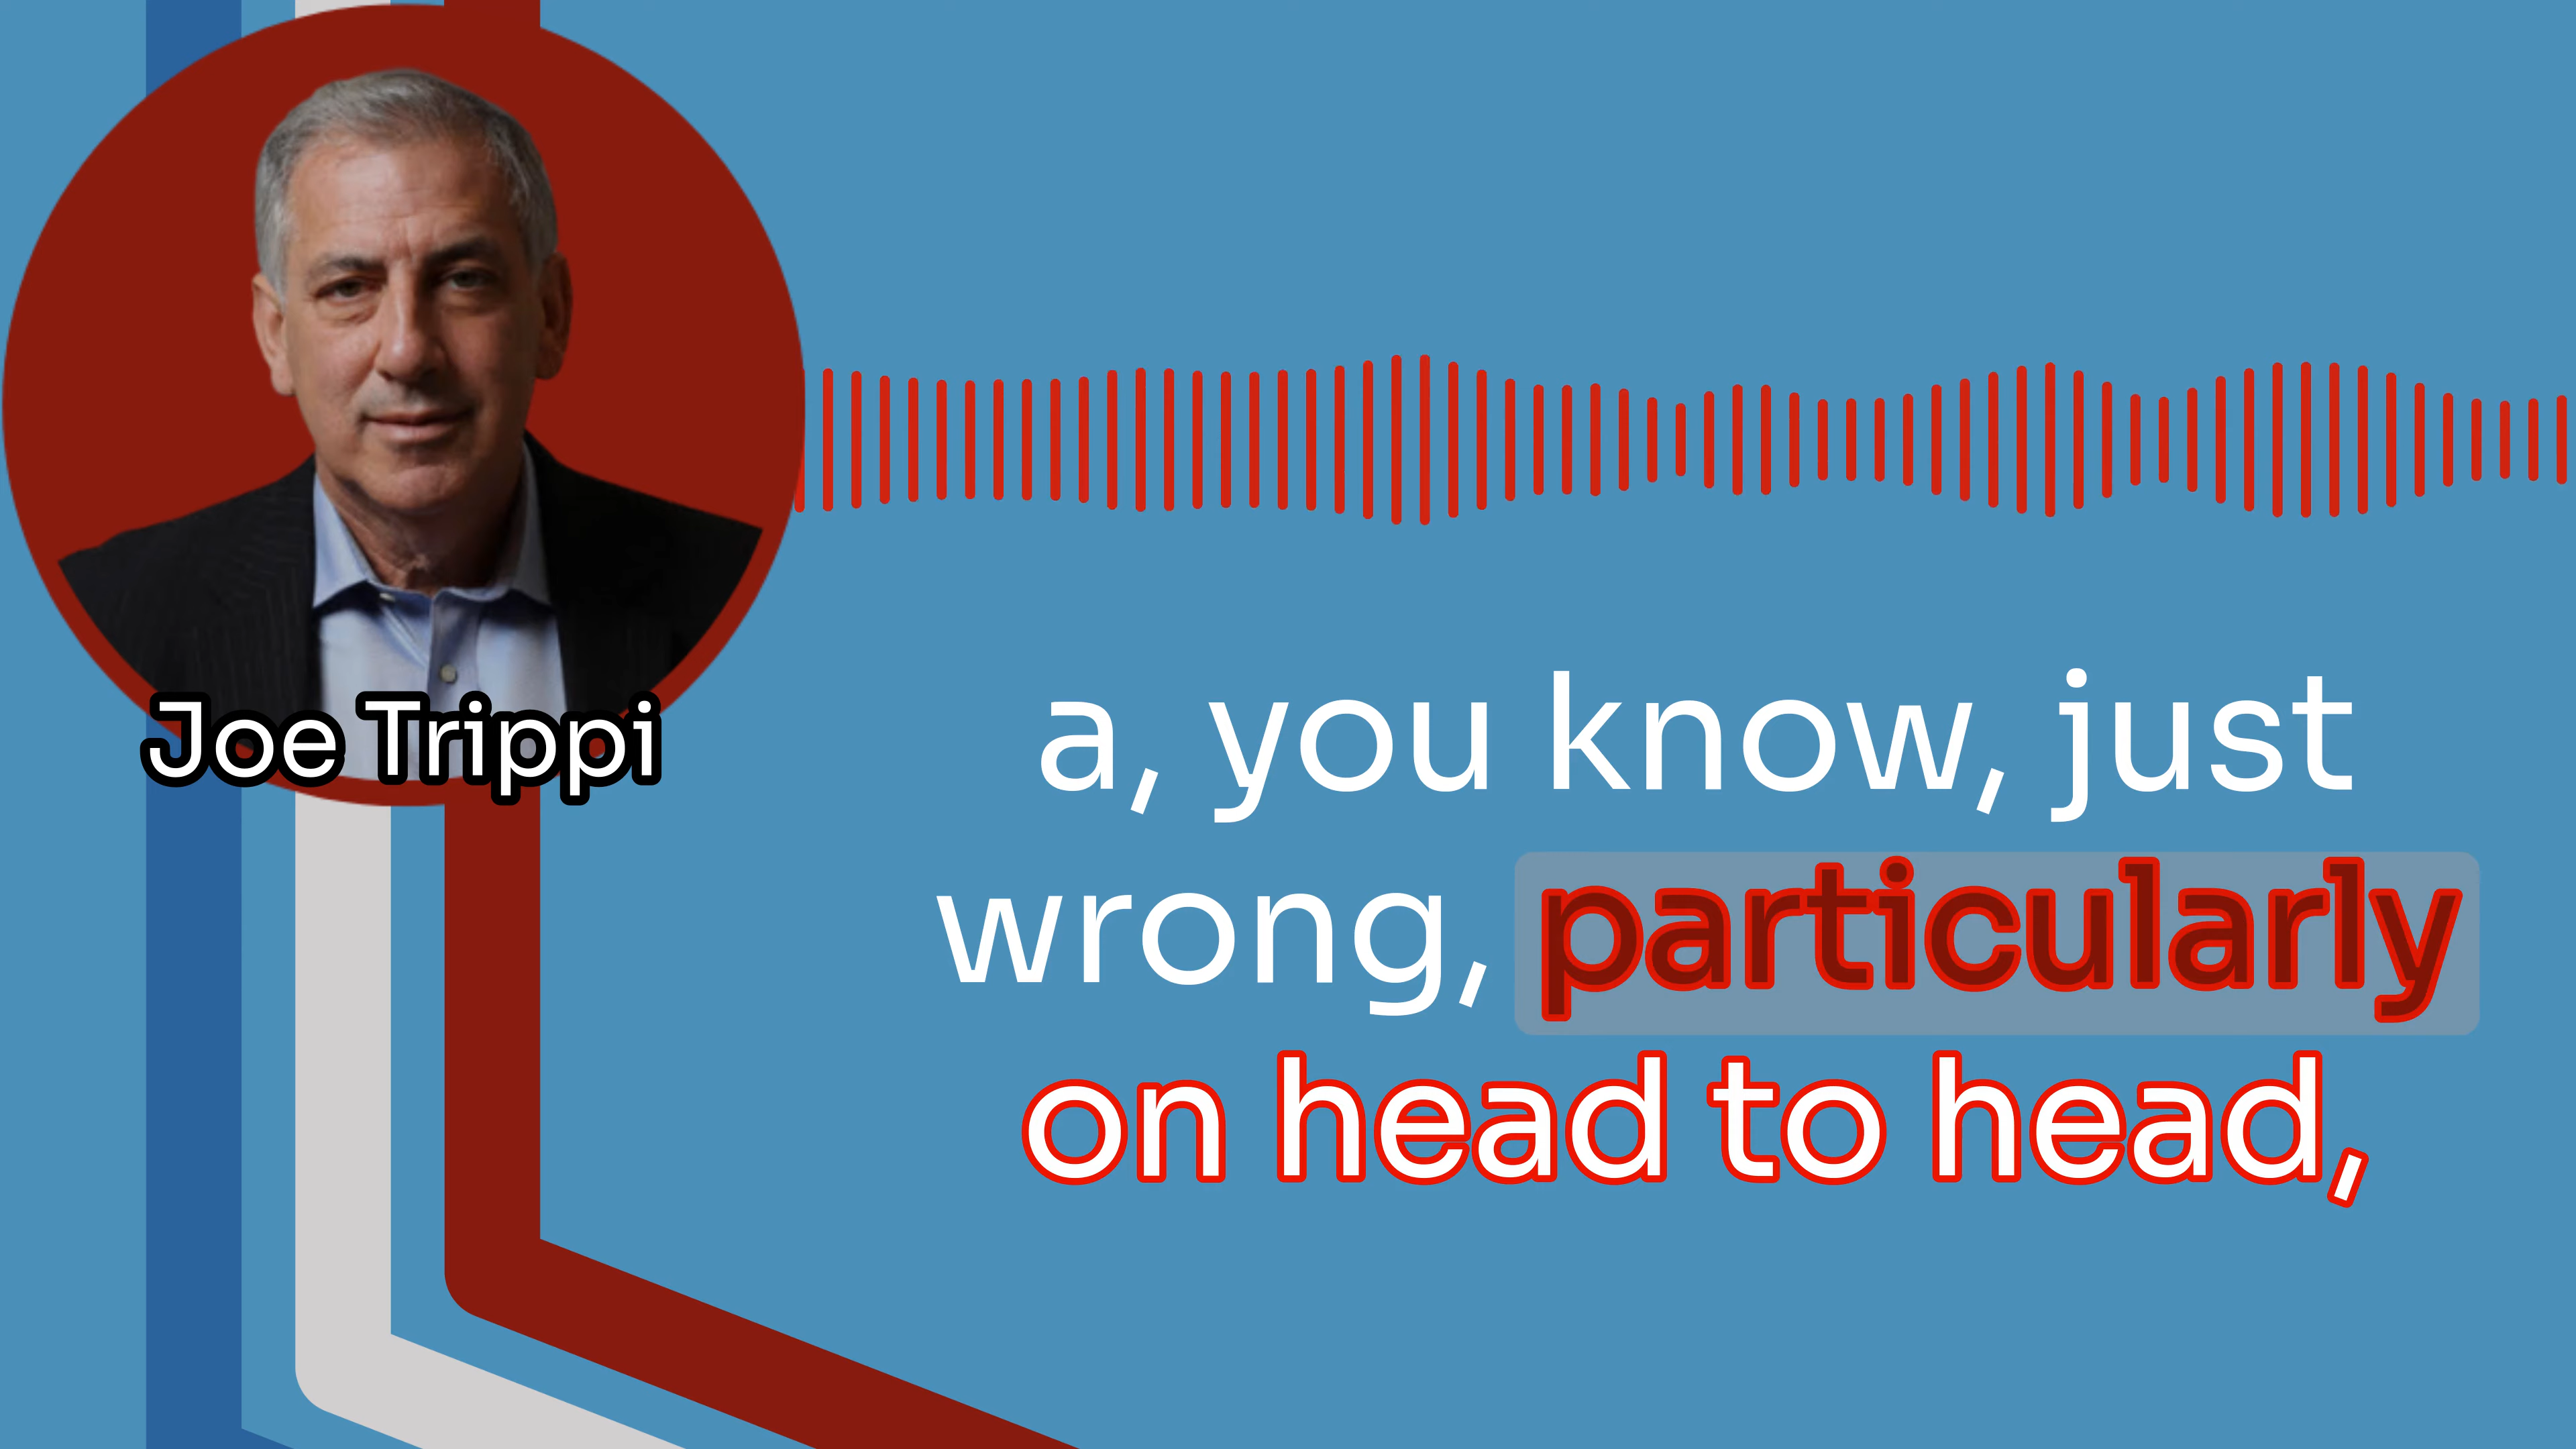 Joe Trippi
a, you know, just
wrong, particularly
on head to head,